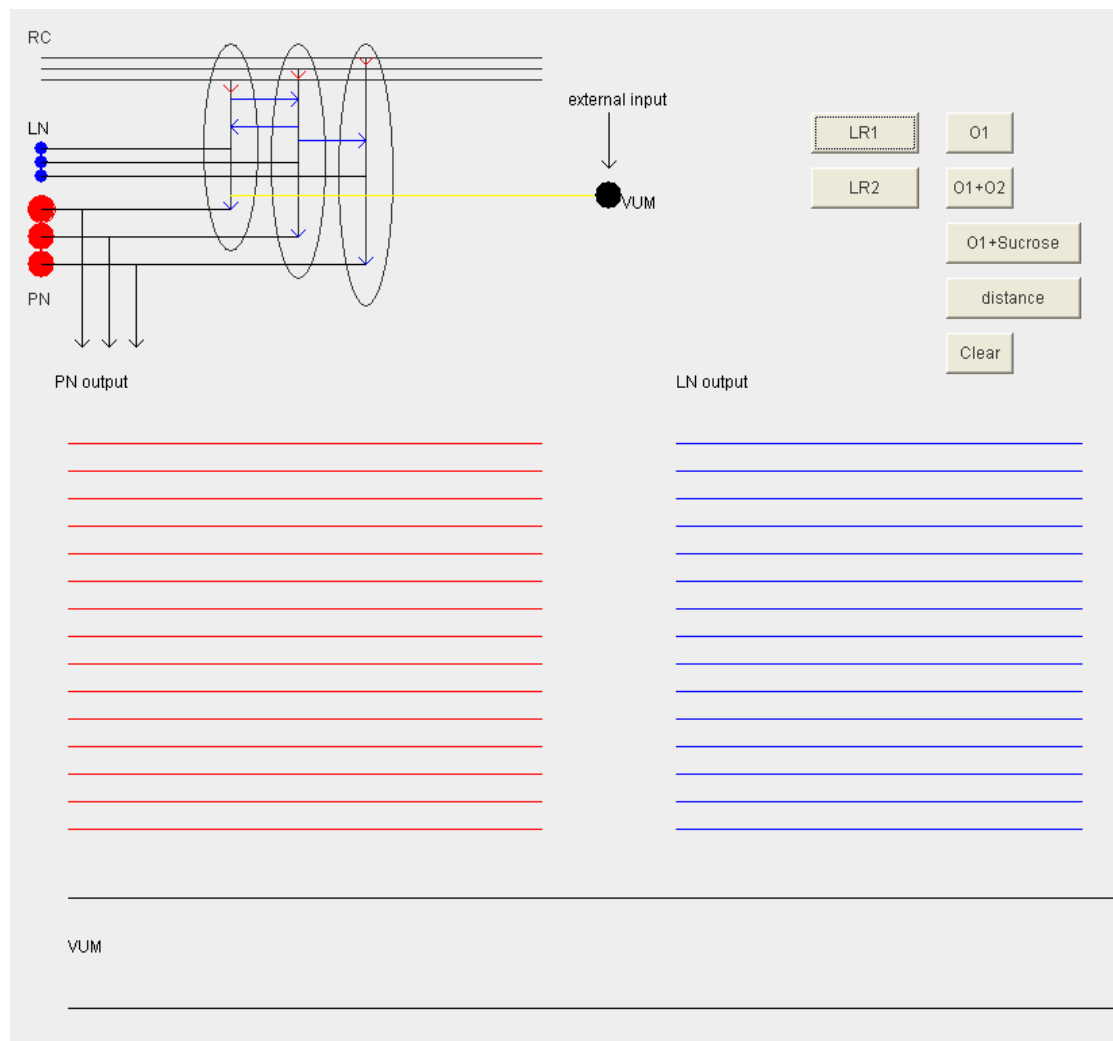 RC
external input
LN
LR1
O1
LR2
O1+O2
VUM
O1+Sucrose
PN
distance
Clear
PN output
LN output
VUM